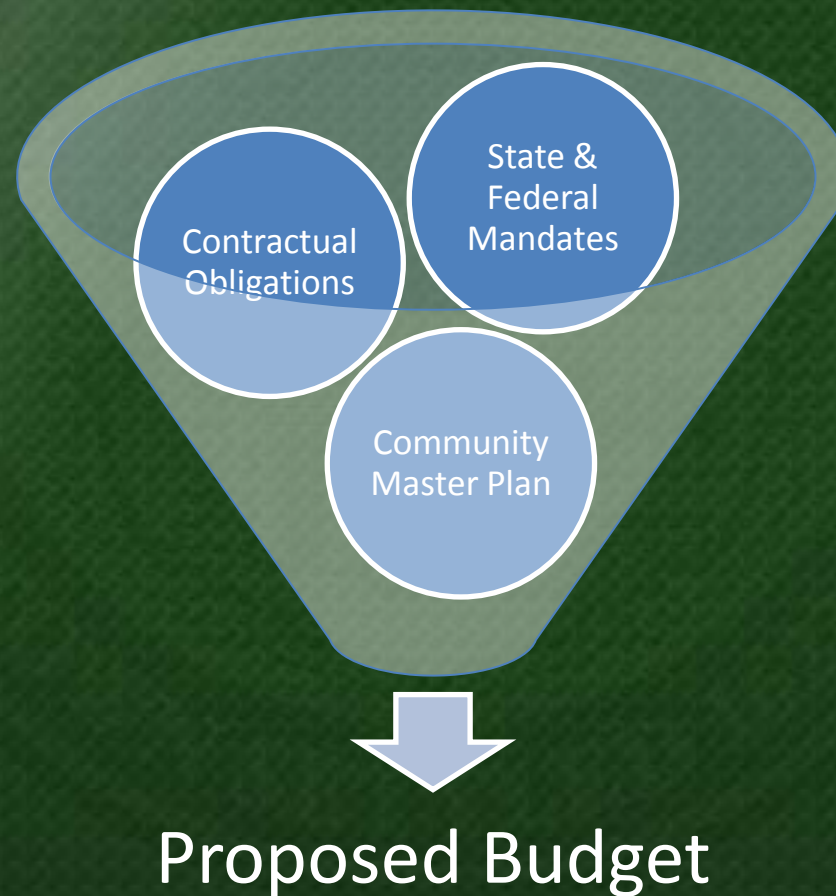 State &
Federal
Mandates
Contractual
Obligations
Community
Master Plan
Proposed Budget